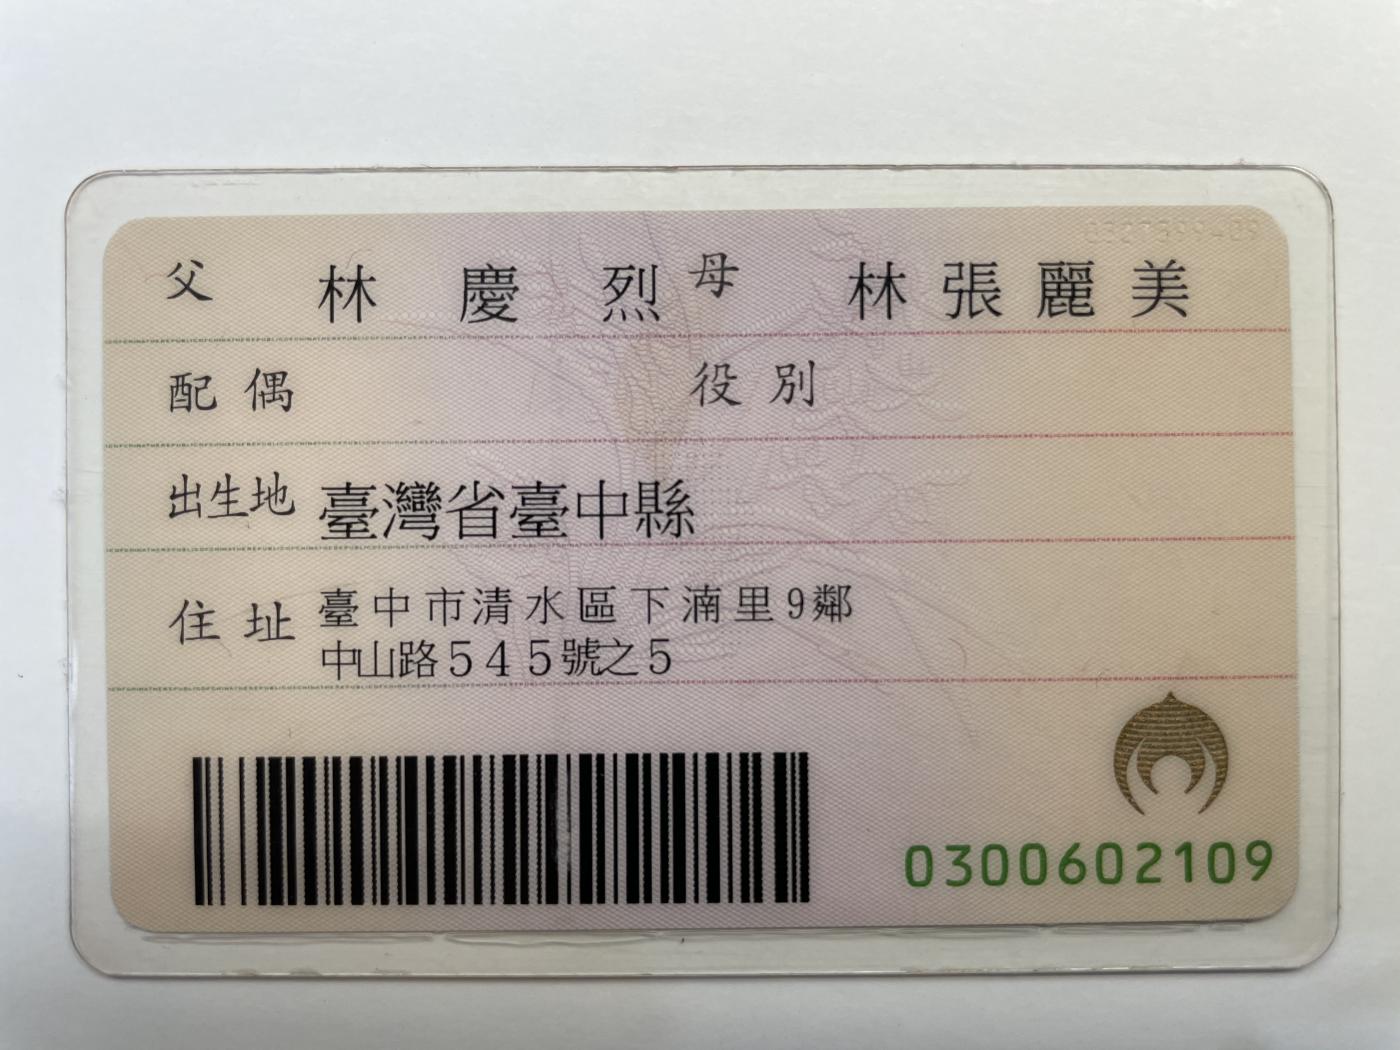 父 林慶烈 母 林張麗美
配偶 役別
出生地 臺灣省臺中縣
住址 臺中市清水區下湳里9鄰
中山路545號之5
0300602109